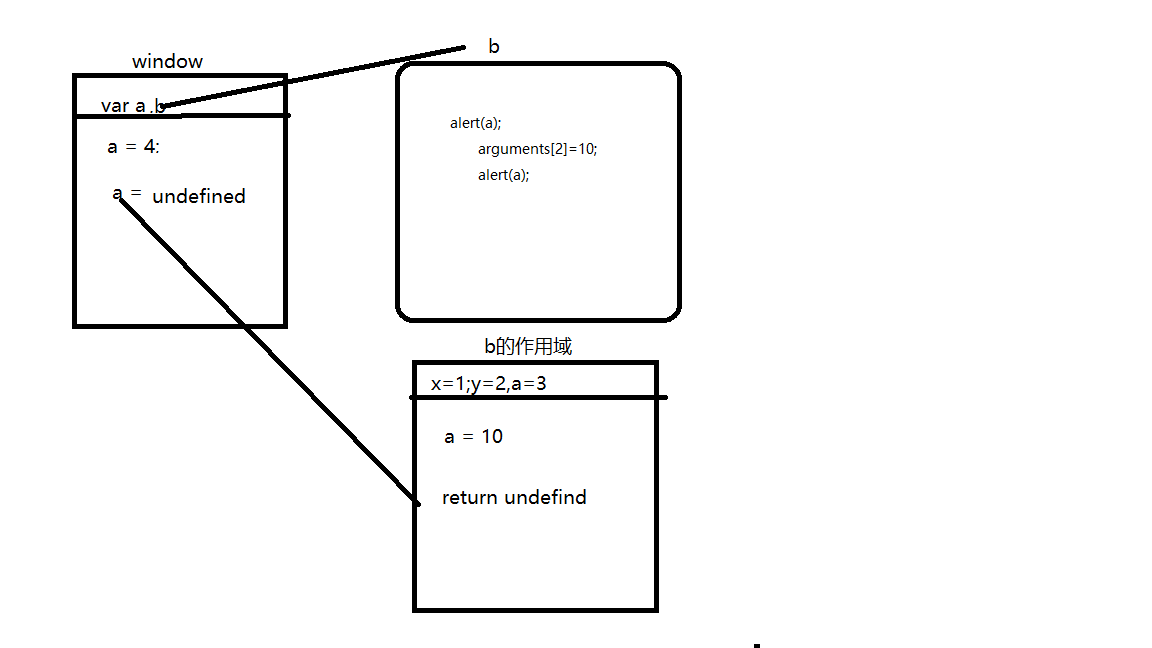 window
var a .b
a = 4:
a = undefined
b
alert(a);
arguments[2]=10;
alert(a);
b的作用域
x=1;y=2,a=3
a = 10
return undefind